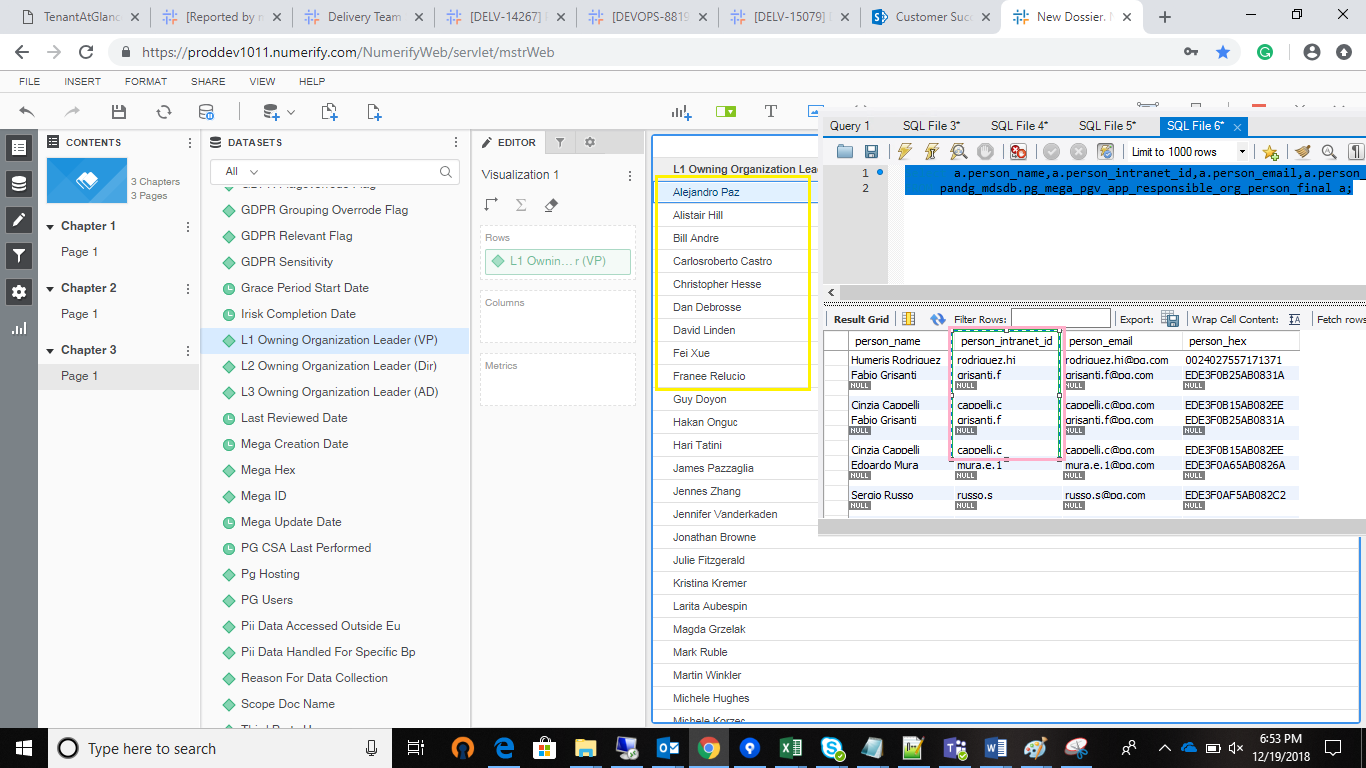 TenantAtGlanc
[Reported by n
Delivery Team
[DELV-14267]
[DEVOPS-8819
[DELV-15079]
Customer Succ
New Dossier.
https://proddev1011.numerify.com/NumerifyWeb/servlet/mstrWeb
FILE INSERT FORMAT SHARE VIEW HELP
CONTENTS
3 Chapters
3 Pages
Chapter 1
Page 1
Chapter 2
Page 1
Chapter 3
Page 1
DATASETS
All
GDPR Grouping Overrode Flag
GDPR Relevant Flag
GDPR Sensitivity
Grace Period Start Date
Irisk Completion Date
L1 Owning Organization Leader (VP)
L2 Owning Organization Leader (Dir)
L3 Owning Organization Leader (AD)
Last Reviewed Date
Mega Creation Date
Mega Hex
Mega ID
Mega Update Date
PG CSA Last Performed
Pg Hosting
PG Users
Pii Data Accessed Outside Eu
Pii Data Handled For Specific Bp
Reason For Data Collection
Scope Doc Name
EDITOR
Visualization 1
Rows
L1 Ownin... r (VP)
Columns
Metrics
L1 Owning Organization Lea
Alejandro Paz
Alistair Hill
Bill Andre
Carlosroberto Castro
Christopher Hesse
Dan Debrosse
David Linden
Fei Xue
Franee Relucio
Guy Doyon
Hakan Onguc
Hari Tatini
James Pazzaglia
Jennes Zhang
Jennifer Vanderkaden
Jonathan Browne
Julie Fitzgerald
Kristina Kremer
Larita Aubespin
Magda Grzelak
Mark Ruble
Martin Winkler
Michele Hughes
Michele Korzec
Query 1 SQL File 3* SQL File 4* SQL File 5* SQL File 6*
Limit to 1000 rows
1 a.person_name,a.person_intranet_id,a.person_email,a.person_
2 pandg_mdsdb.pg_mega_pgv_app_responsible_org_person_final a;
Result Grid Filter Rows: Export: Wrap Cell Content: Fetch rows
person_name person_intranet_id person_email person_hex
Humeris Rodriquez rodriquez.hi rodriquez.hi@pg.com 0024027557171371
Fabio Grisanti grisanti.f grisanti.f@pg.com EDE3F0B25AB0831A
NULL NULL NULL NULL
Cinzia Cappelli cappelli.c cappelli.c@pg.com EDE3F0B15AB082EE
Fabio Grisanti grisanti.f grisanti.f@pg.com EDE3F0B25AB0831A
NULL NULL NULL NULL
Cinzia Cappelli cappelli.c cappelli.c@pg.com EDE3F0B15AB082EE
Edoardo Mura mura.e.1 mura.e.1@pg.com EDE3F0A65AB0826A
NULL NULL NULL NULL
Sergio Russo russo.s russo.s@pg.com EDE3F0AF5AB082C2
NULL NULL NULL NULL
Type here to search
6:53 PM
12/19/2018